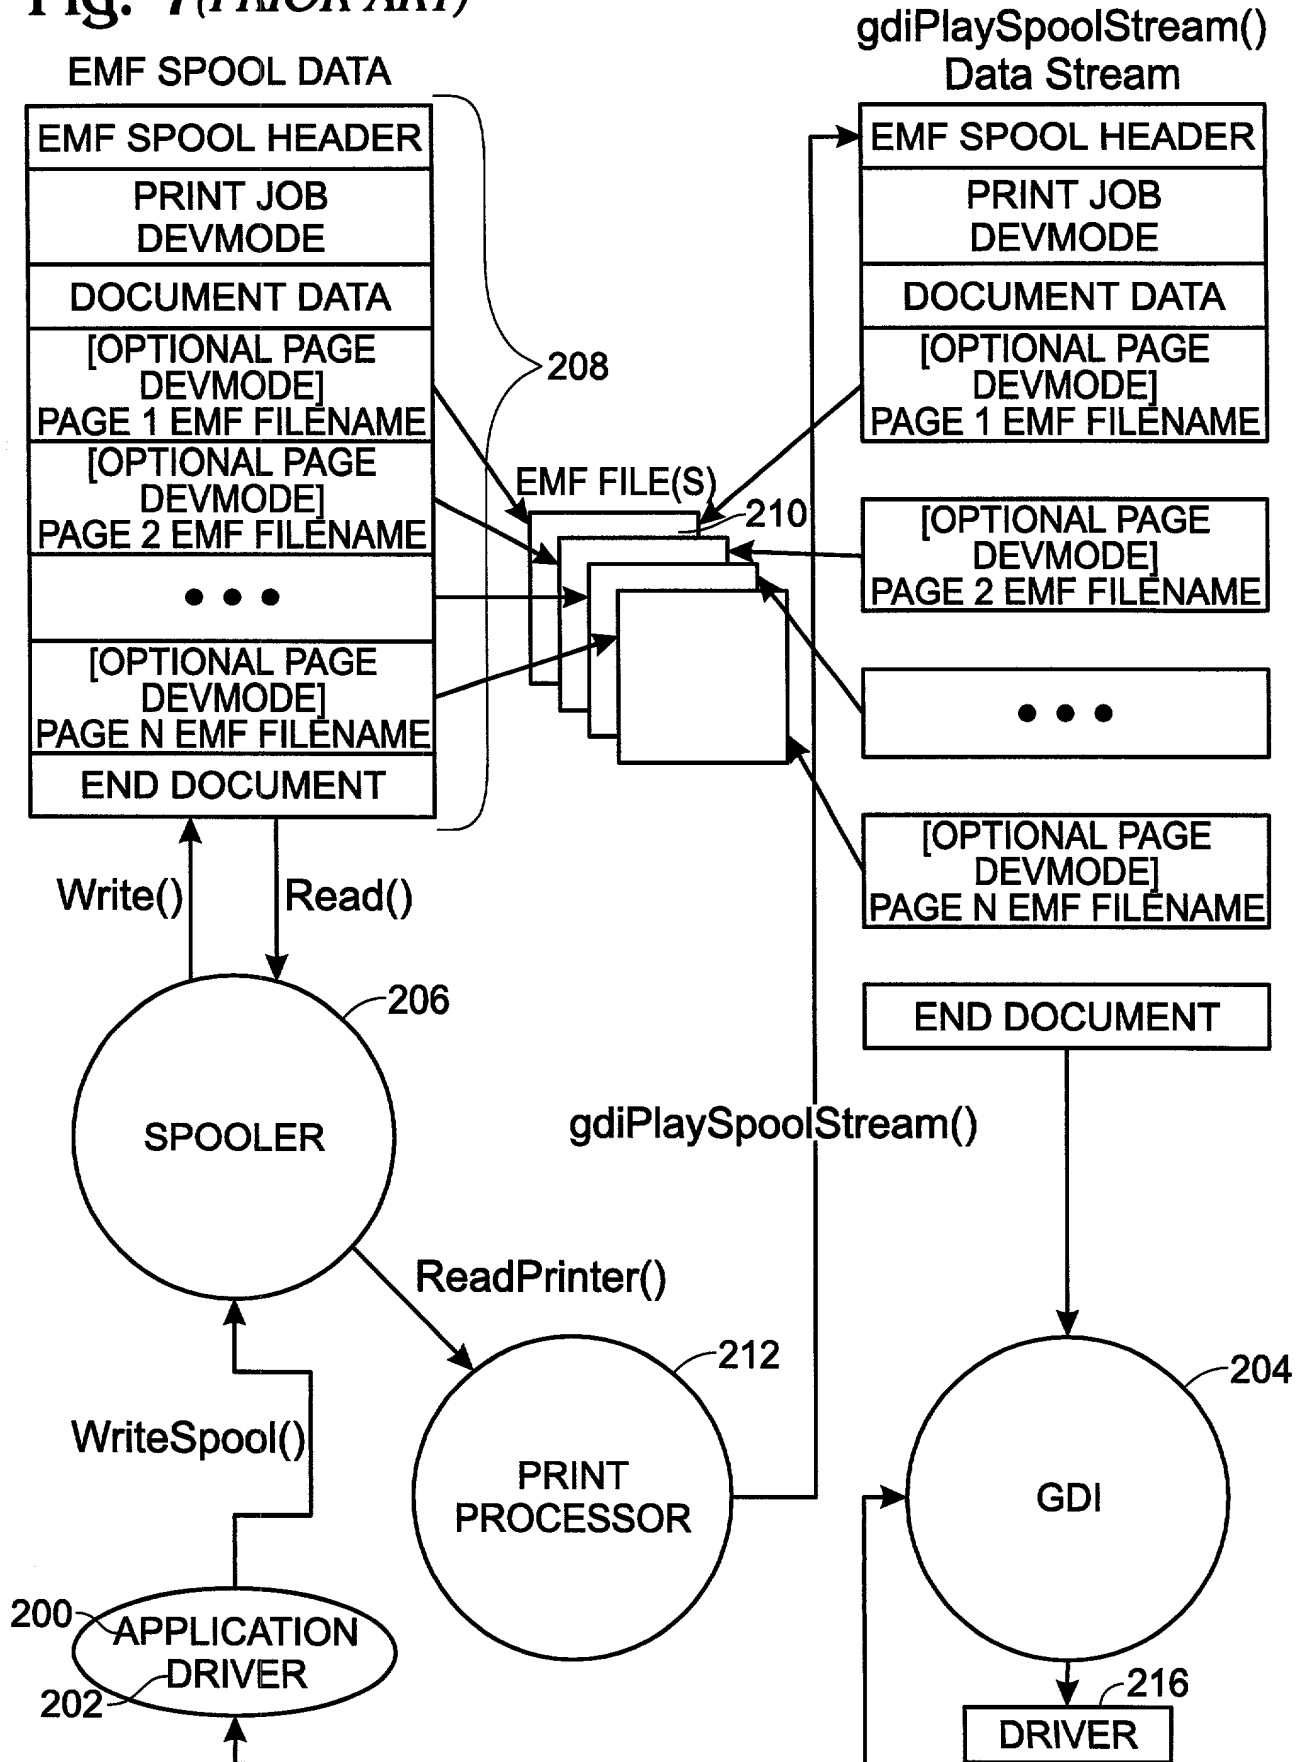 Fig. 7 (PRIOR ART)
EMF SPOOL DATA
EMF SPOOL HEADER
PRINT JOB
DEVMODE
DOCUMENT DATA
[OPTIONAL PAGE
DEVMODE]
PAGE 1 EMF FILENAME
[OPTIONAL PAGE
DEVMODE]
PAGE 2 EMF FILENAME
• • •
[OPTIONAL PAGE
DEVMODE]
PAGE N EMF FILENAME
END DOCUMENT
208
EMF FILE(S)
210
gdiPlaySpoolStream()
Data Stream
EMF SPOOL HEADER
PRINT JOB
DEVMODE
DOCUMENT DATA
[OPTIONAL PAGE
DEVMODE]
PAGE 1 EMF FILENAME
[OPTIONAL PAGE
DEVMODE]
PAGE 2 EMF FILENAME
• • •
[OPTIONAL PAGE
DEVMODE]
PAGE N EMF FILENAME
END DOCUMENT
Write()
Read()
206
SPOOLER
gdiPlaySpoolStream()
ReadPrinter()
212
204
WriteSpool()
PRINT
PROCESSOR
GDI
200
APPLICATION
DRIVER
202
216
DRIVER